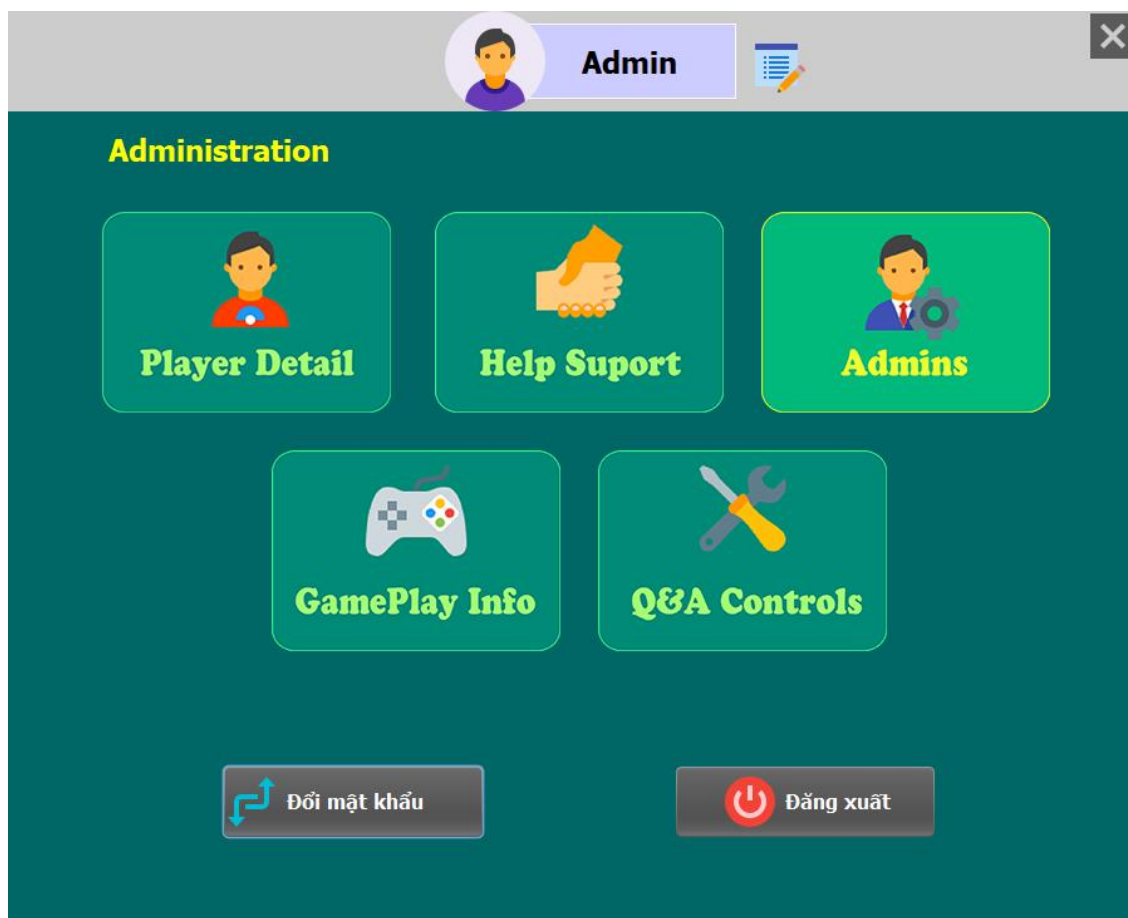 Admin
Administration
Player Detail
Help Suport
Admins
GamePlay Info
Q&A Controls
Đổi mật khẩu
Đăng xuất